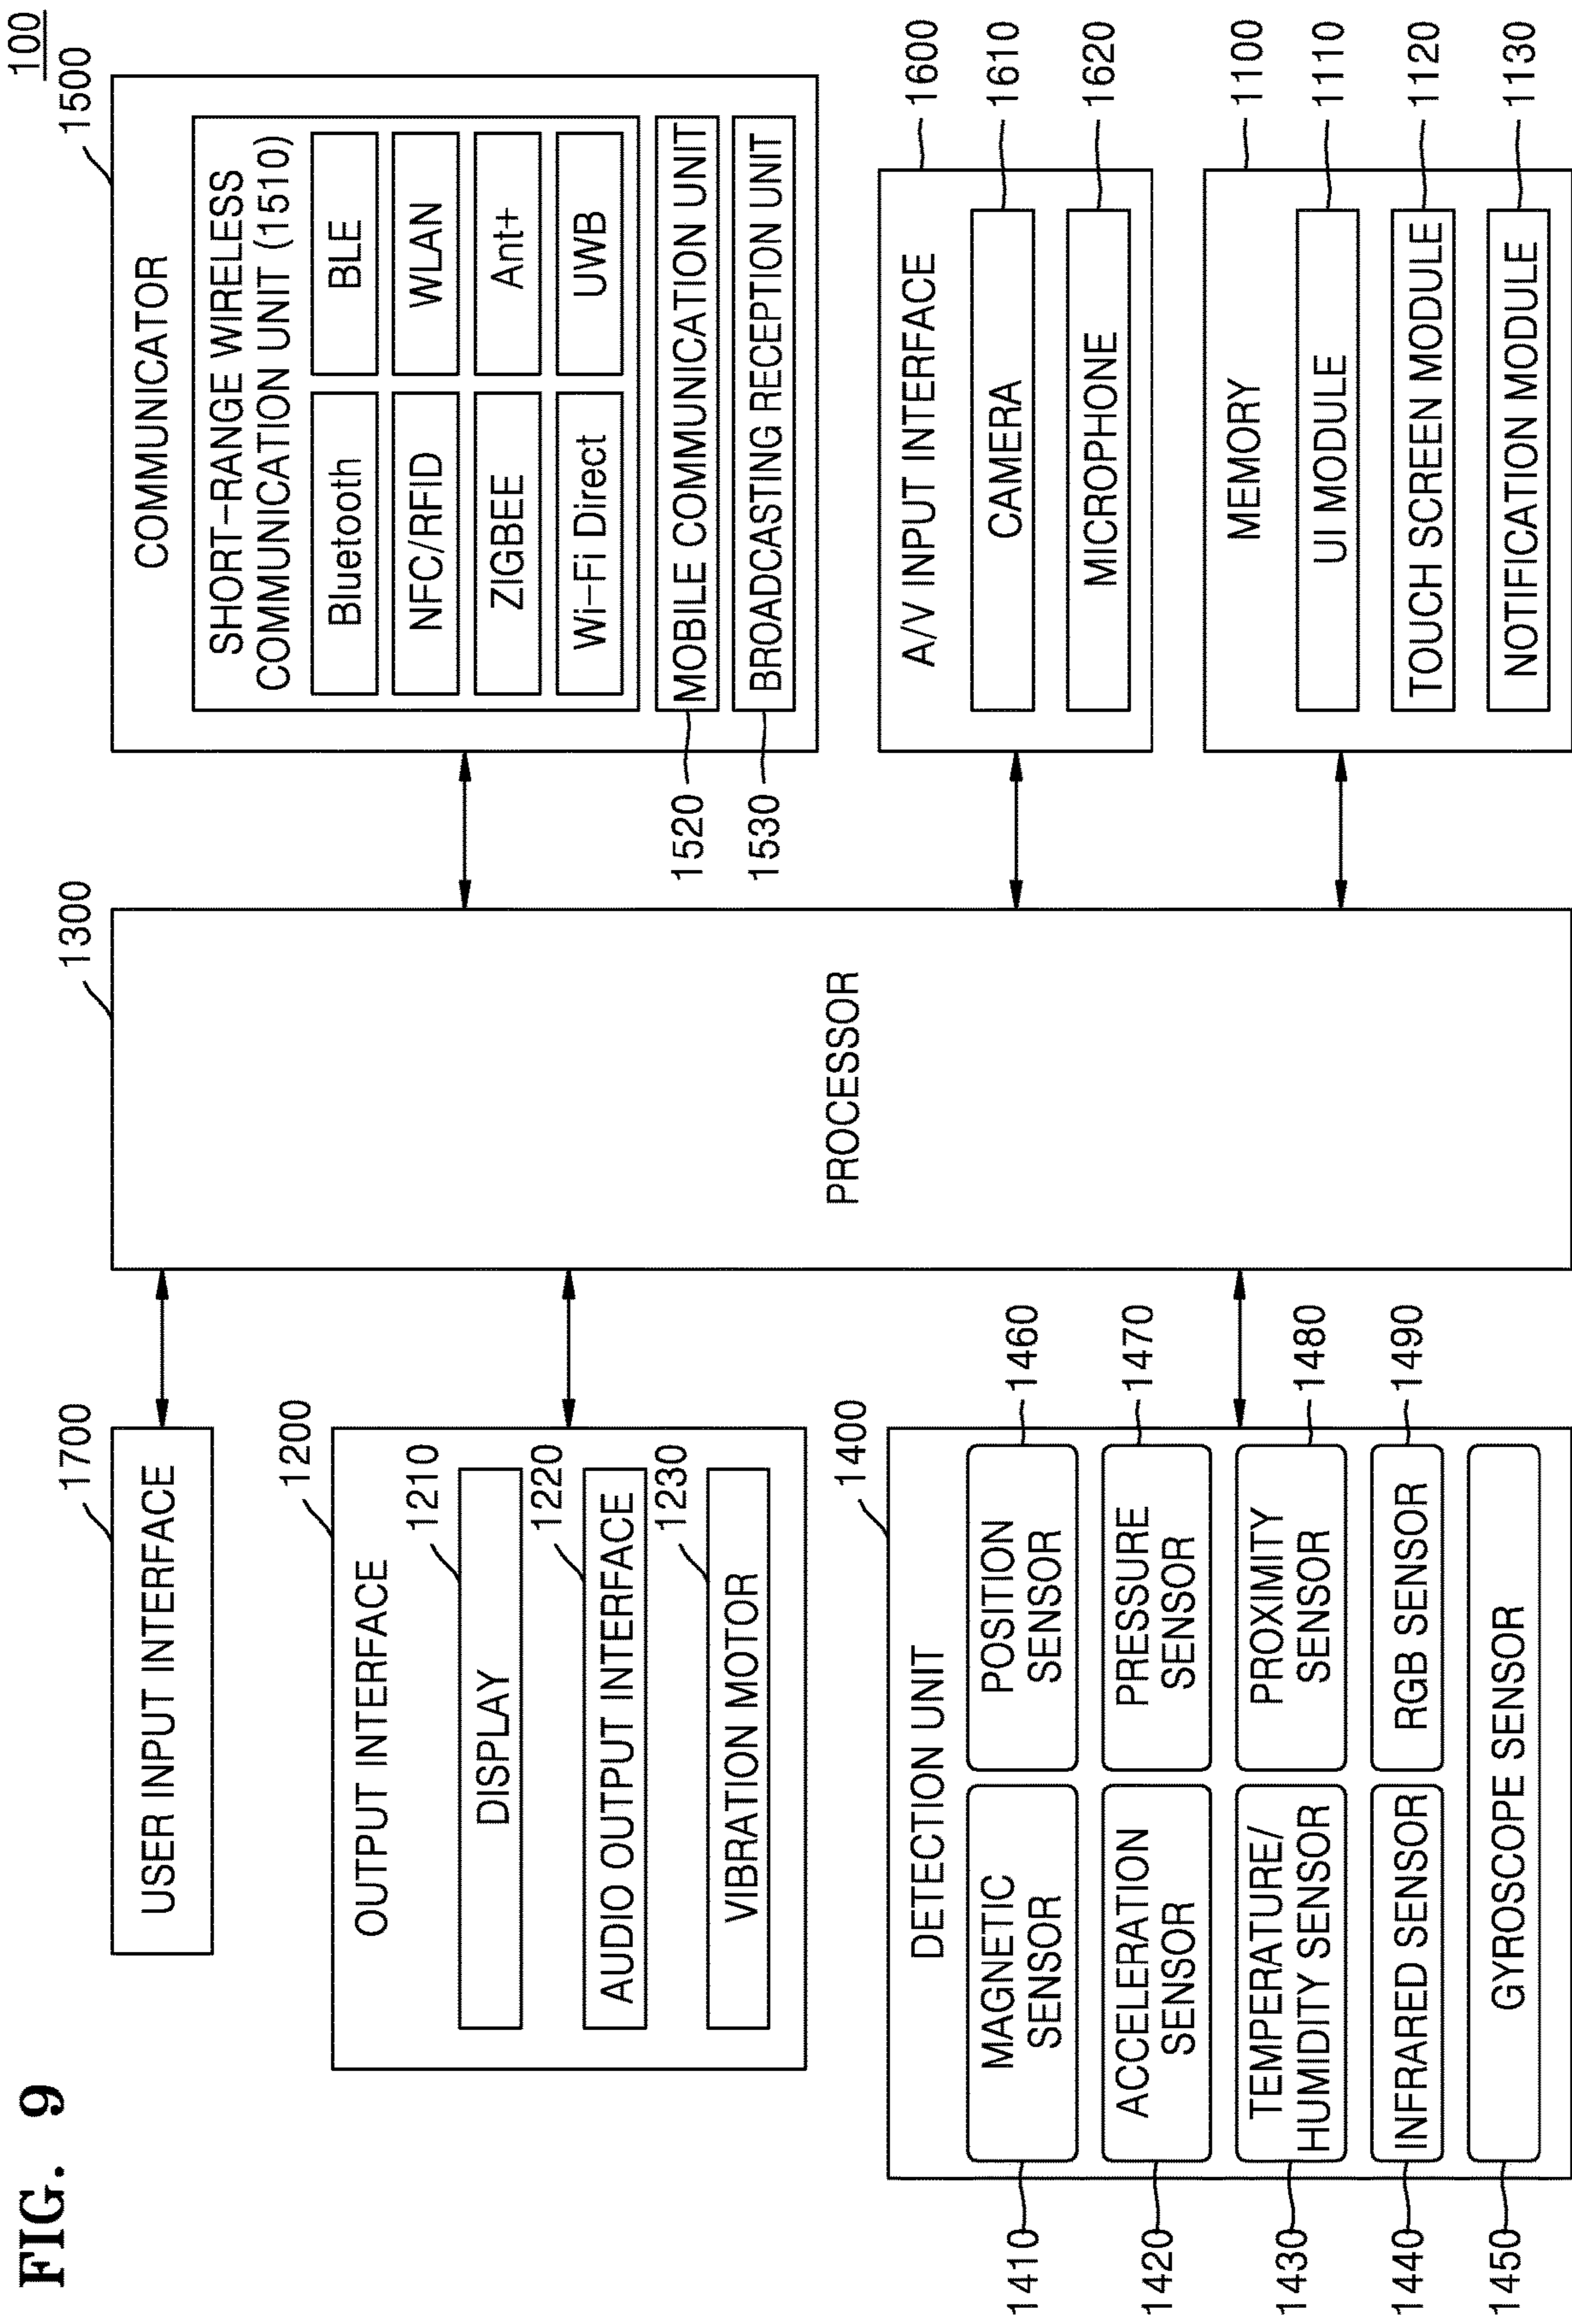 FIG. 9
100
1700
USER INPUT INTERFACE
1200
OUTPUT INTERFACE
1210
DISPLAY
1220
AUDIO OUTPUT INTERFACE
1230
VIBRATION MOTOR
1400
DETECTION UNIT
1410
MAGNETIC
SENSOR
POSITION
SENSOR
1460
1420
ACCELERATION
SENSOR
PRESSURE
SENSOR
1470
1430
TEMPERATURE/
HUMIDITY SENSOR
PROXIMITY
SENSOR
1480
1440
INFRARED SENSOR
RGB SENSOR
1490
1450
GYROSCOPE SENSOR
1300
PROCESSOR
1500
COMMUNICATOR
SHORT-RANGE WIRELESS
COMMUNICATION UNIT (1510)
Bluetooth
BLE
NFC/RFID
WLAN
ZIGBEE
Ant+
Wi-Fi Direct
UWB
1520
MOBILE COMMUNICATION UNIT
1530
BROADCASTING RECEPTION UNIT
A/V INPUT INTERFACE
1600
CAMERA
1610
MICROPHONE
1620
MEMORY
1100
UI MODULE
1110
TOUCH SCREEN MODULE
1120
NOTIFICATION MODULE
1130